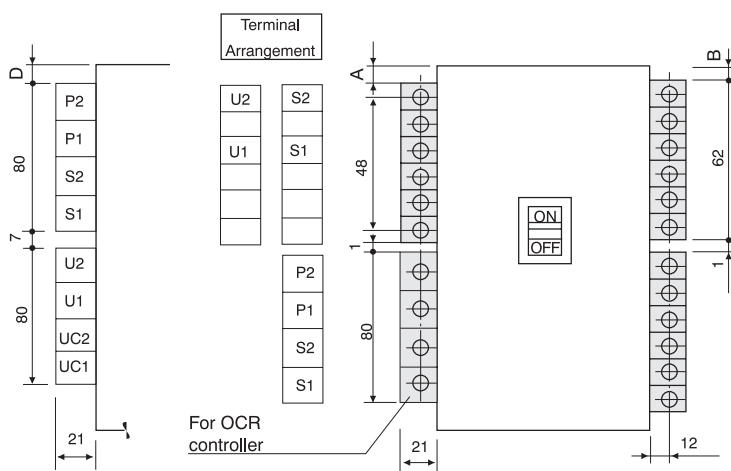 Terminal
Arrangement
D
80
7
80
P2
P1
S2
S1
U2
U1
UC2
UC1
21
U2
U1
S2
S1
P2
P1
S2
S1
For OCR
controller
A
48
1
80
21
ON
OFF
B
62
1
12